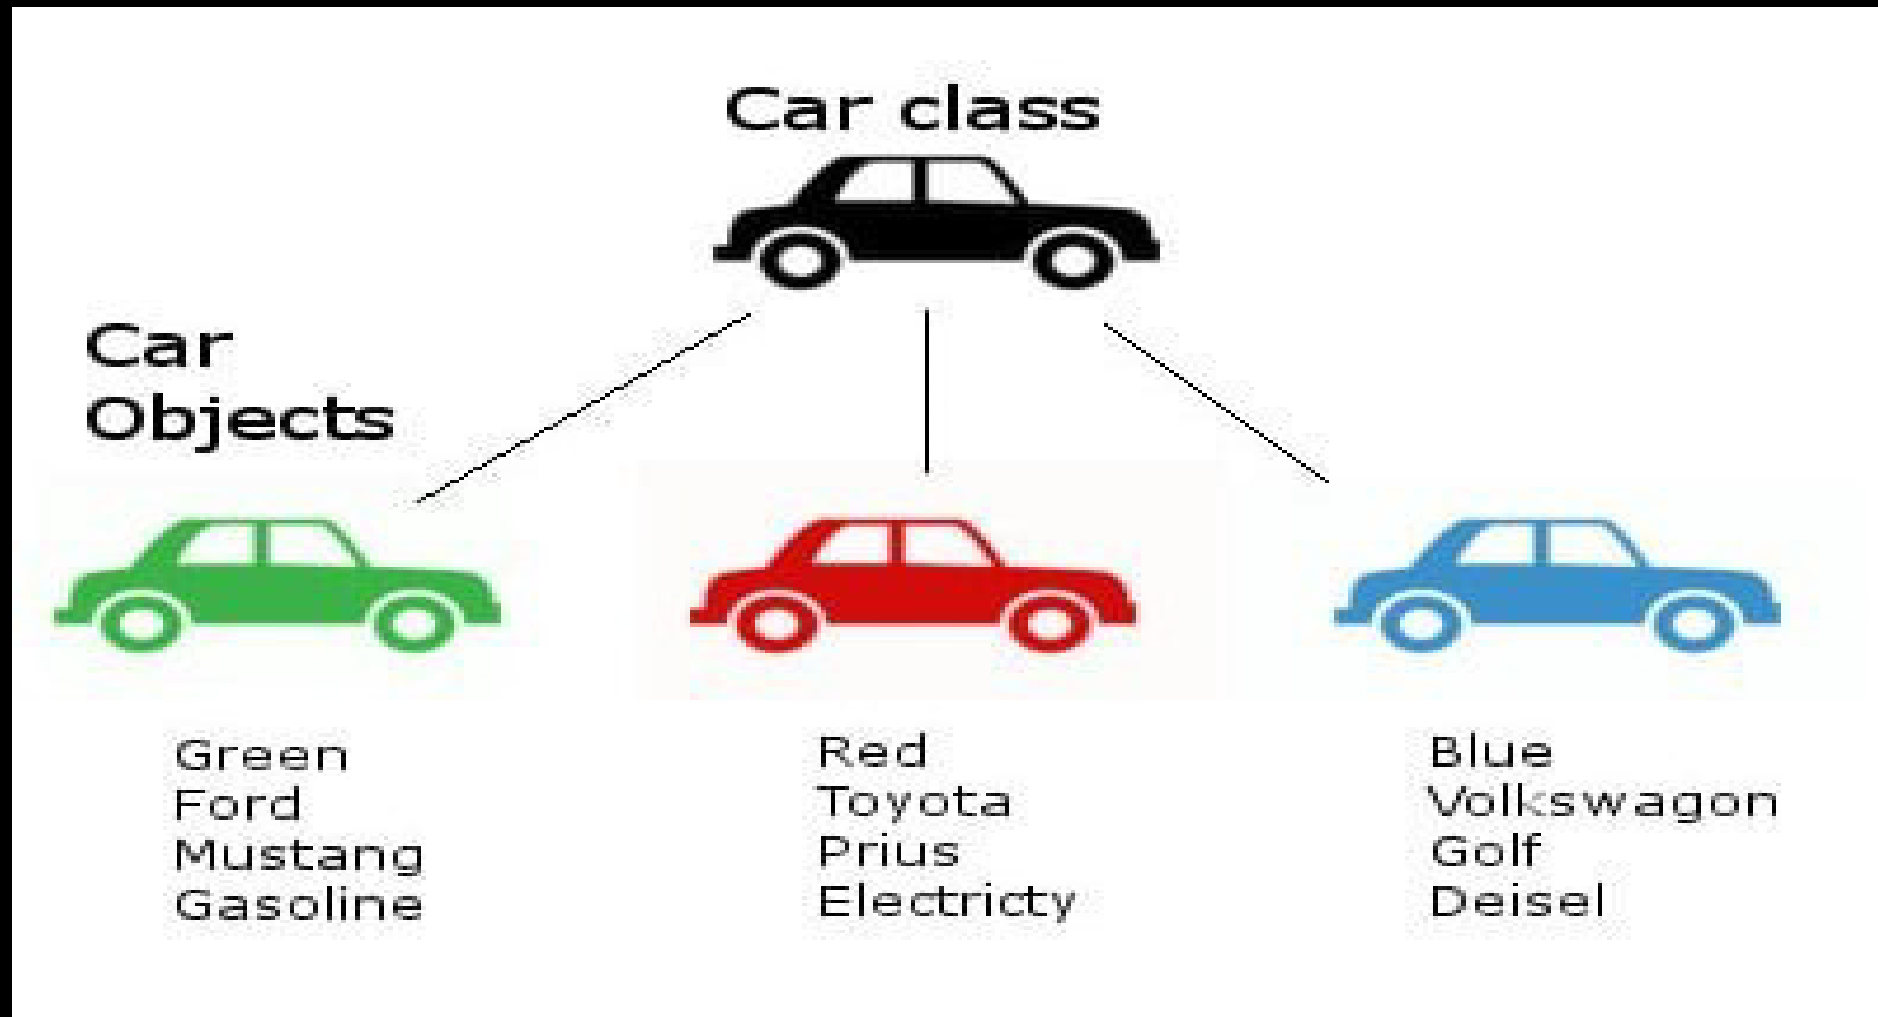 Car class
Car
Objects
Green
Ford
Mustang
Gasoline
Red
Toyota
Prius
Electricty
Blue
Volkswagon
Golf
Deisel